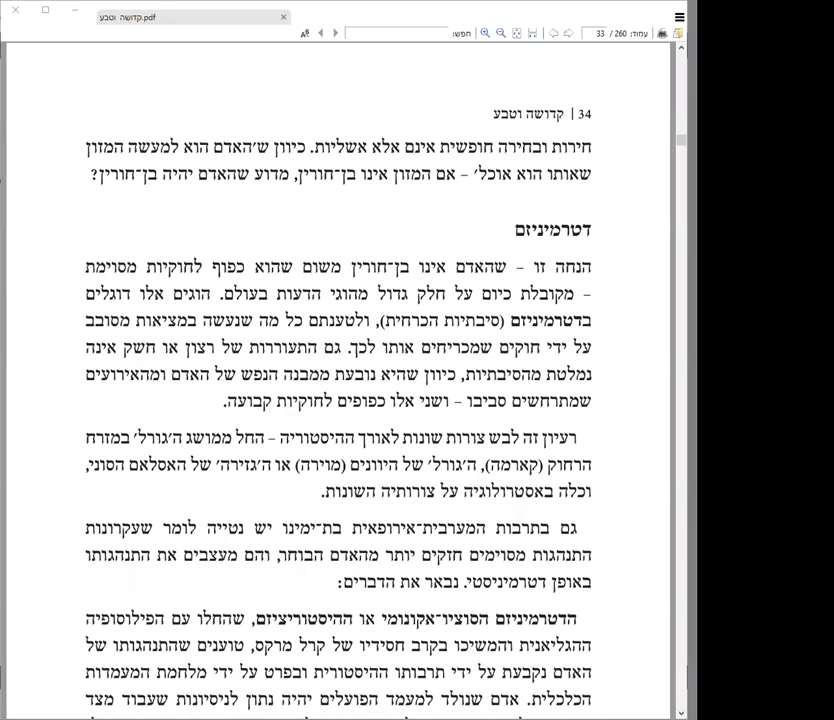 קדושה וטבע.pdf
עמוד: 33 / 260
חפש:
34 | קדושה וטבע
חירות ובחירה חופשית אינם אלא אשליות. כיוון ש׳האדם הוא למעשה המזון
שאותו הוא אוכל׳ – אם המזון אינו בן־חורין, מדוע שהאדם יהיה בן־חורין?
דטרמיניזם
הנחה זו – שהאדם אינו בן־חורין משום שהוא כפוף לחוקיות מסוימת
– מקובלת כיום על חלק גדול מהוגי הדעות בעולם. הוגים אלו דוגלים
בדטרמיניזם (סיבתיות הכרחית), ולטענתם כל מה שנעשה במציאות מסובב
על ידי חוקים שמכריחים אותו לכך. גם התעוררות של רצון או חשק אינה
נמלטת מהסיבתיות, כיוון שהיא נובעת ממבנה הנפש של האדם ומהאירועים
שמתרחשים סביבו – ושני אלו כפופים לחוקיות קבועה.
רעיון זה לבש צורות שונות לאורך ההיסטוריה – החל ממושג ה׳גורל׳ במזרח
הרחוק (קארמה), ה׳גורל׳ של היוונים (מוירה) או ה׳גזירה׳ של האסלאם הסוני,
וכלה באסטרולוגיה על צורותיה השונות.
גם בתרבות המערבית־אירופאית בת־ימינו יש נטייה לומר שעקרונות
התנהגות מסוימים חזקים יותר מהאדם הבוחר, והם מעצבים את התנהגותו
באופן דטרמיניסטי. נבאר את הדברים:
הדטרמיניזם הסוציו־אקונומי או ההיסטוריציזם, שהחלו עם הפילוסופיה
ההגליאנית והמשיכו בקרב חסידיו של קרל מרקס, טוענים שהתנהגותו של
האדם נקבעת על ידי תרבותו ההיסטורית ובפרט על ידי מלחמת המעמדות
הכלכלית. אדם שנולד למעמד הפועלים יהיה נתון לניסיונות שעבוד מצד